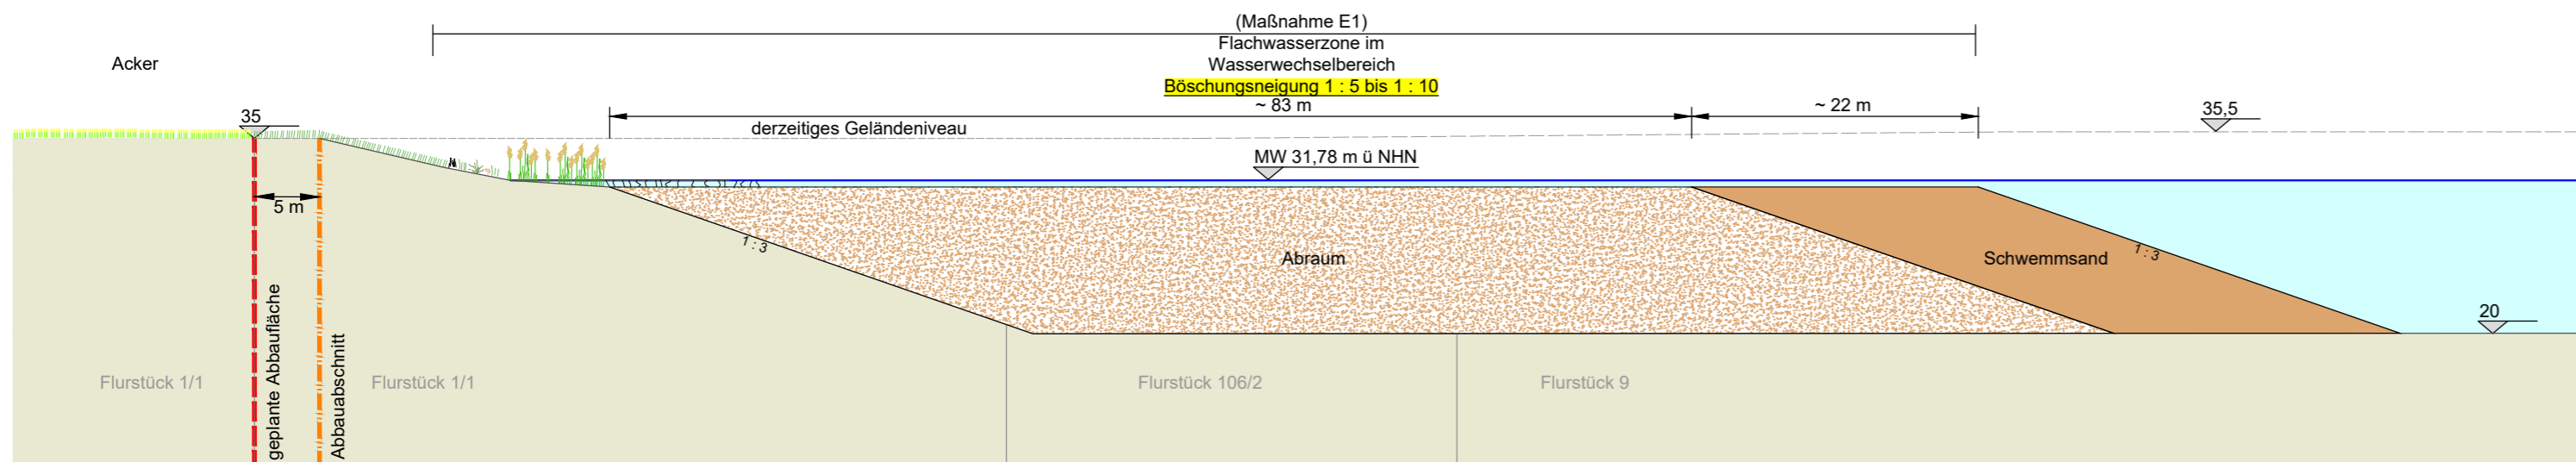 (Maßnahme E1)
Flachwasserzone im
Wasserwechselbereich
Böschungsneigung 1 : 5 bis 1 : 10
Acker
35
~ 83 m
~ 22 m
35,5
derzeitiges Geländeniveau
MW 31,78 m ü NHN
5 m
1 : 3
Abraum
Schwemmsand
1 : 3
20
geplante Abbaufläche
Abbauabschnitt
Flurstück 1/1
Flurstück 1/1
Flurstück 106/2
Flurstück 9